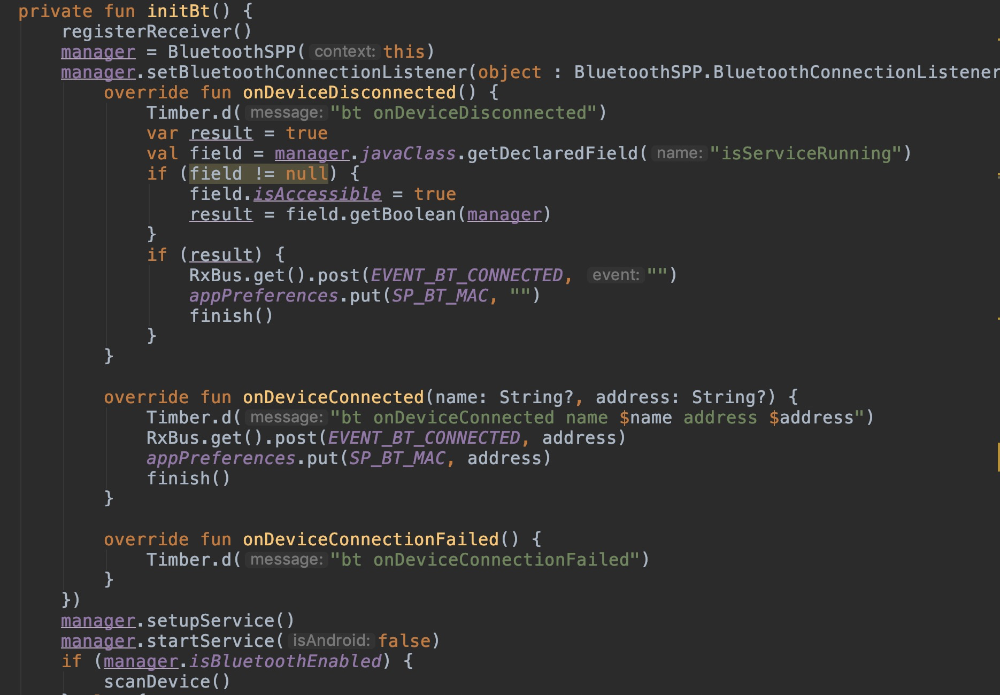 private fun initBt() {
    registerReceiver()
    manager = BluetoothSPP( context: this)
    manager.setBluetoothConnectionListener(object : BluetoothSPP.BluetoothConnectionListener
        override fun onDeviceDisconnected() {
            Timber.d( message: "bt onDeviceDisconnected")
            var result = true
            val field = manager.javaClass.getDeclaredField( name: "isServiceRunning")
            if (field != null) {
                field.isAccessible = true
                result = field.getBoolean(manager)
            }
            if (result) {
                RxBus.get().post(EVENT_BT_CONNECTED, event: "")
                appPreferences.put(SP_BT_MAC, "")
                finish()
            }
        }

        override fun onDeviceConnected(name: String?, address: String?) {
            Timber.d( message: "bt onDeviceConnected name $name address $address")
            RxBus.get().post(EVENT_BT_CONNECTED, address)
            appPreferences.put(SP_BT_MAC, address)
            finish()
        }

        override fun onDeviceConnectionFailed() {
            Timber.d( message: "bt onDeviceConnectionFailed")
        }
    })
    manager.setupService()
    manager.startService( isAndroid: false)
    if (manager.isBluetoothEnabled) {
        scanDevice()